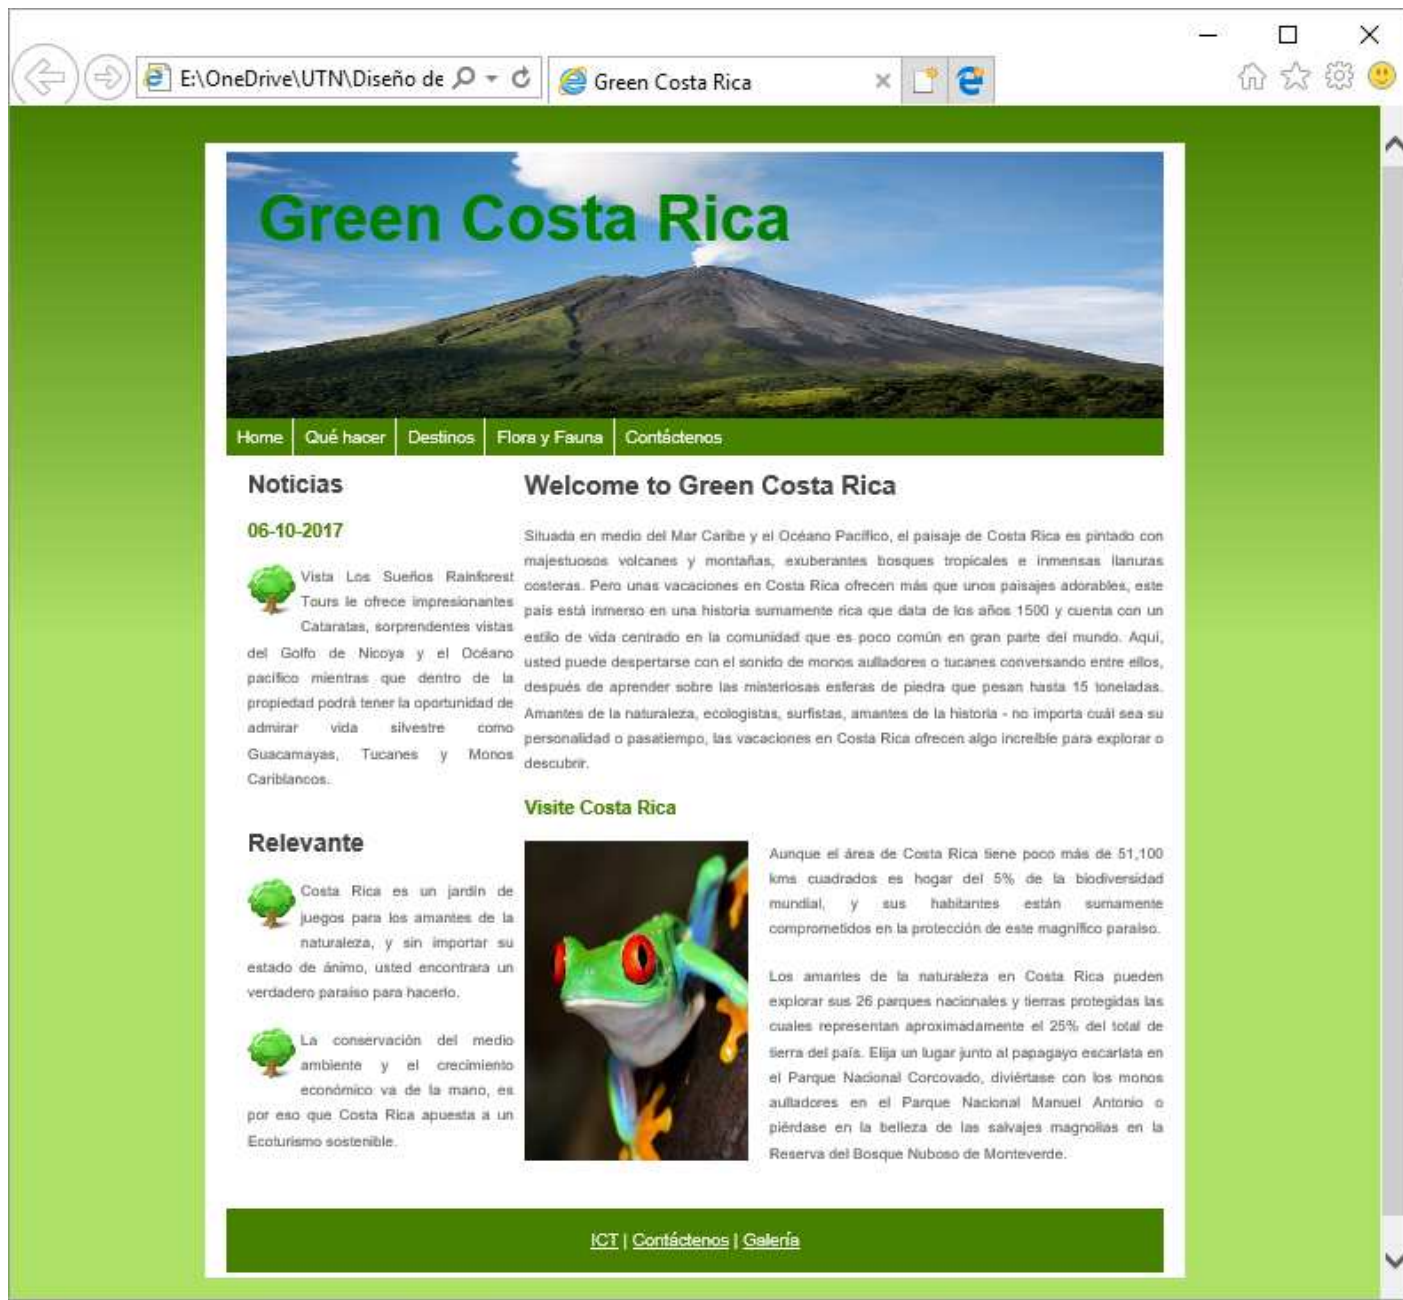 E:\OneDrive\UTN\Diseño de
Green Costa Rica
Green Costa Rica
Home
Qué hacer
Destinos
Flora y Fauna
Contáctenos
Noticias
06-10-2017
Vista Los Sueños Rainforest
Tours le ofrece impresionantes
Cataratas, sorprendentes vistas
del Golfo de Nicoya y el Océano
pacífico mientras que dentro de la
propiedad podrá tener la oportunidad de
admirar vida silvestre como
Guacamayas, Tucanes y Monos
Cariblancos.
Relevante
Costa Rica es un jardín de
juegos para los amantes de la
naturaleza, y sin importar su
estado de ánimo, usted encontrara un
verdadero paraíso para hacerlo.
La conservación del medio
ambiente y el crecimiento
económico va de la mano, es
por eso que Costa Rica apuesta a un
Ecoturismo sostenible.
Welcome to Green Costa Rica
Situada en medio del Mar Caribe y el Océano Pacífico, el paisaje de Costa Rica es pintado con
majestuosos volcanes y montañas, exuberantes bosques tropicales e inmensas llanuras
costeras. Pero unas vacaciones en Costa Rica ofrecen más que unos paisajes adorables, este
país está inmerso en una historia sumamente rica que data de los años 1500 y cuenta con un
estilo de vida centrado en la comunidad que es poco común en gran parte del mundo. Aquí,
usted puede despertarse con el sonido de monos aulladores o tucanes conversando entre ellos,
después de aprender sobre las misteriosas esferas de piedra que pesan hasta 15 toneladas.
Amantes de la naturaleza, ecologistas, surfistas, amantes de la historia - no importa cuál sea su
personalidad o pasatiempo, las vacaciones en Costa Rica ofrecen algo increíble para explorar o
descubrir.
Visite Costa Rica
Aunque el área de Costa Rica tiene poco más de 51,100
kms cuadrados es hogar del 5% de la biodiversidad
mundial, y sus habitantes están sumamente
comprometidos en la protección de este magnífico paraíso.
Los amantes de la naturaleza en Costa Rica pueden
explorar sus 26 parques nacionales y tierras protegidas las
cuales representan aproximadamente el 25% del total de
tierra del país. Elija un lugar junto al papagayo escarlata en
el Parque Nacional Corcovado, diviértase con los monos
aulladores en el Parque Nacional Manuel Antonio o
piérdase en la belleza de las salvajes magnolias en la
Reserva del Bosque Nuboso de Monteverde.
ICT | Contáctenos | Galería